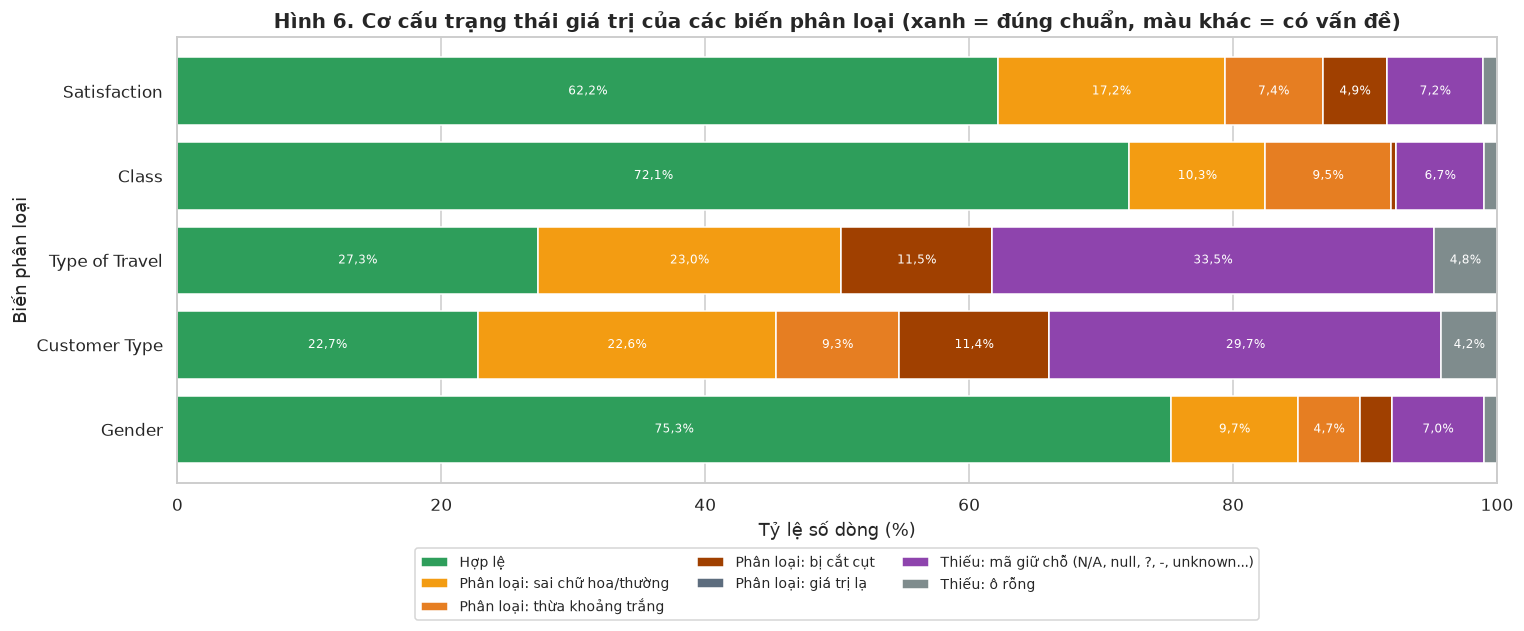 Hình 6. Cơ cấu trạng thái giá trị của các biến phân loại (xanh = đúng chuẩn, màu khác = có vấn đề)
Biến phân loại
Satisfaction
62,2%
17,2%
7,4%
4,9%
7,2%
Class
72,1%
10,3%
9,5%
6,7%
Type of Travel
27,3%
23,0%
11,5%
33,5%
4,8%
Customer Type
22,7%
22,6%
9,3%
11,4%
29,7%
4,2%
Gender
75,3%
9,7%
4,7%
7,0%
0
20
40
60
80
100
Tỷ lệ số dòng (%)
Hợp lệ
Phân loại: sai chữ hoa/thường
Phân loại: thừa khoảng trắng
Phân loại: bị cắt cụt
Phân loại: giá trị lạ
Thiếu: mã giữ chỗ (N/A, null, ?, -, unknown...)
Thiếu: ô rỗng